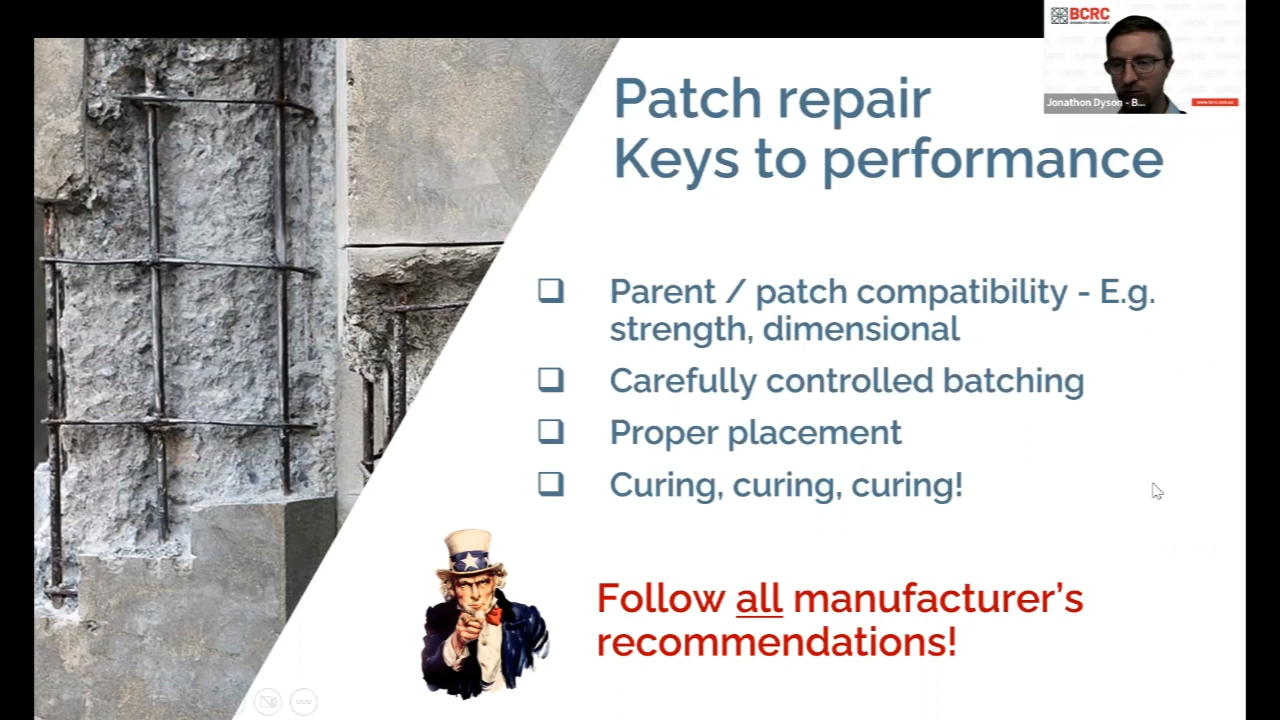 BCRC
Jonathon Dyson - B...
Patch repair
Keys to performance
❑ Parent / patch compatibility - E.g.
strength, dimensional
❑ Carefully controlled batching
❑ Proper placement
❑ Curing, curing, curing!
Follow all manufacturer's
recommendations!